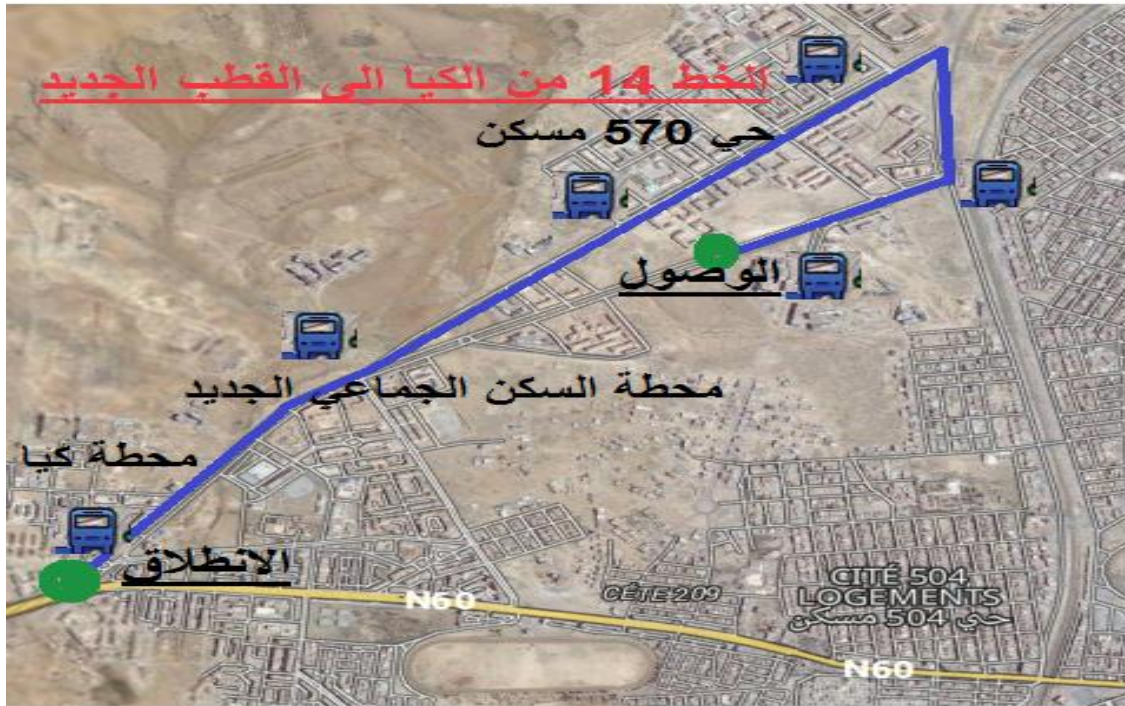 الخط 14 من الكيا الى القطب الجديد
حي 570 مسكن
الوصول
محطة السكن الجماعي الجديد
محطة كيا
الانطلاق
N60
CÉTE 209
CITÉ 504
LOGEMENTS
حي 504 مسكن
N60